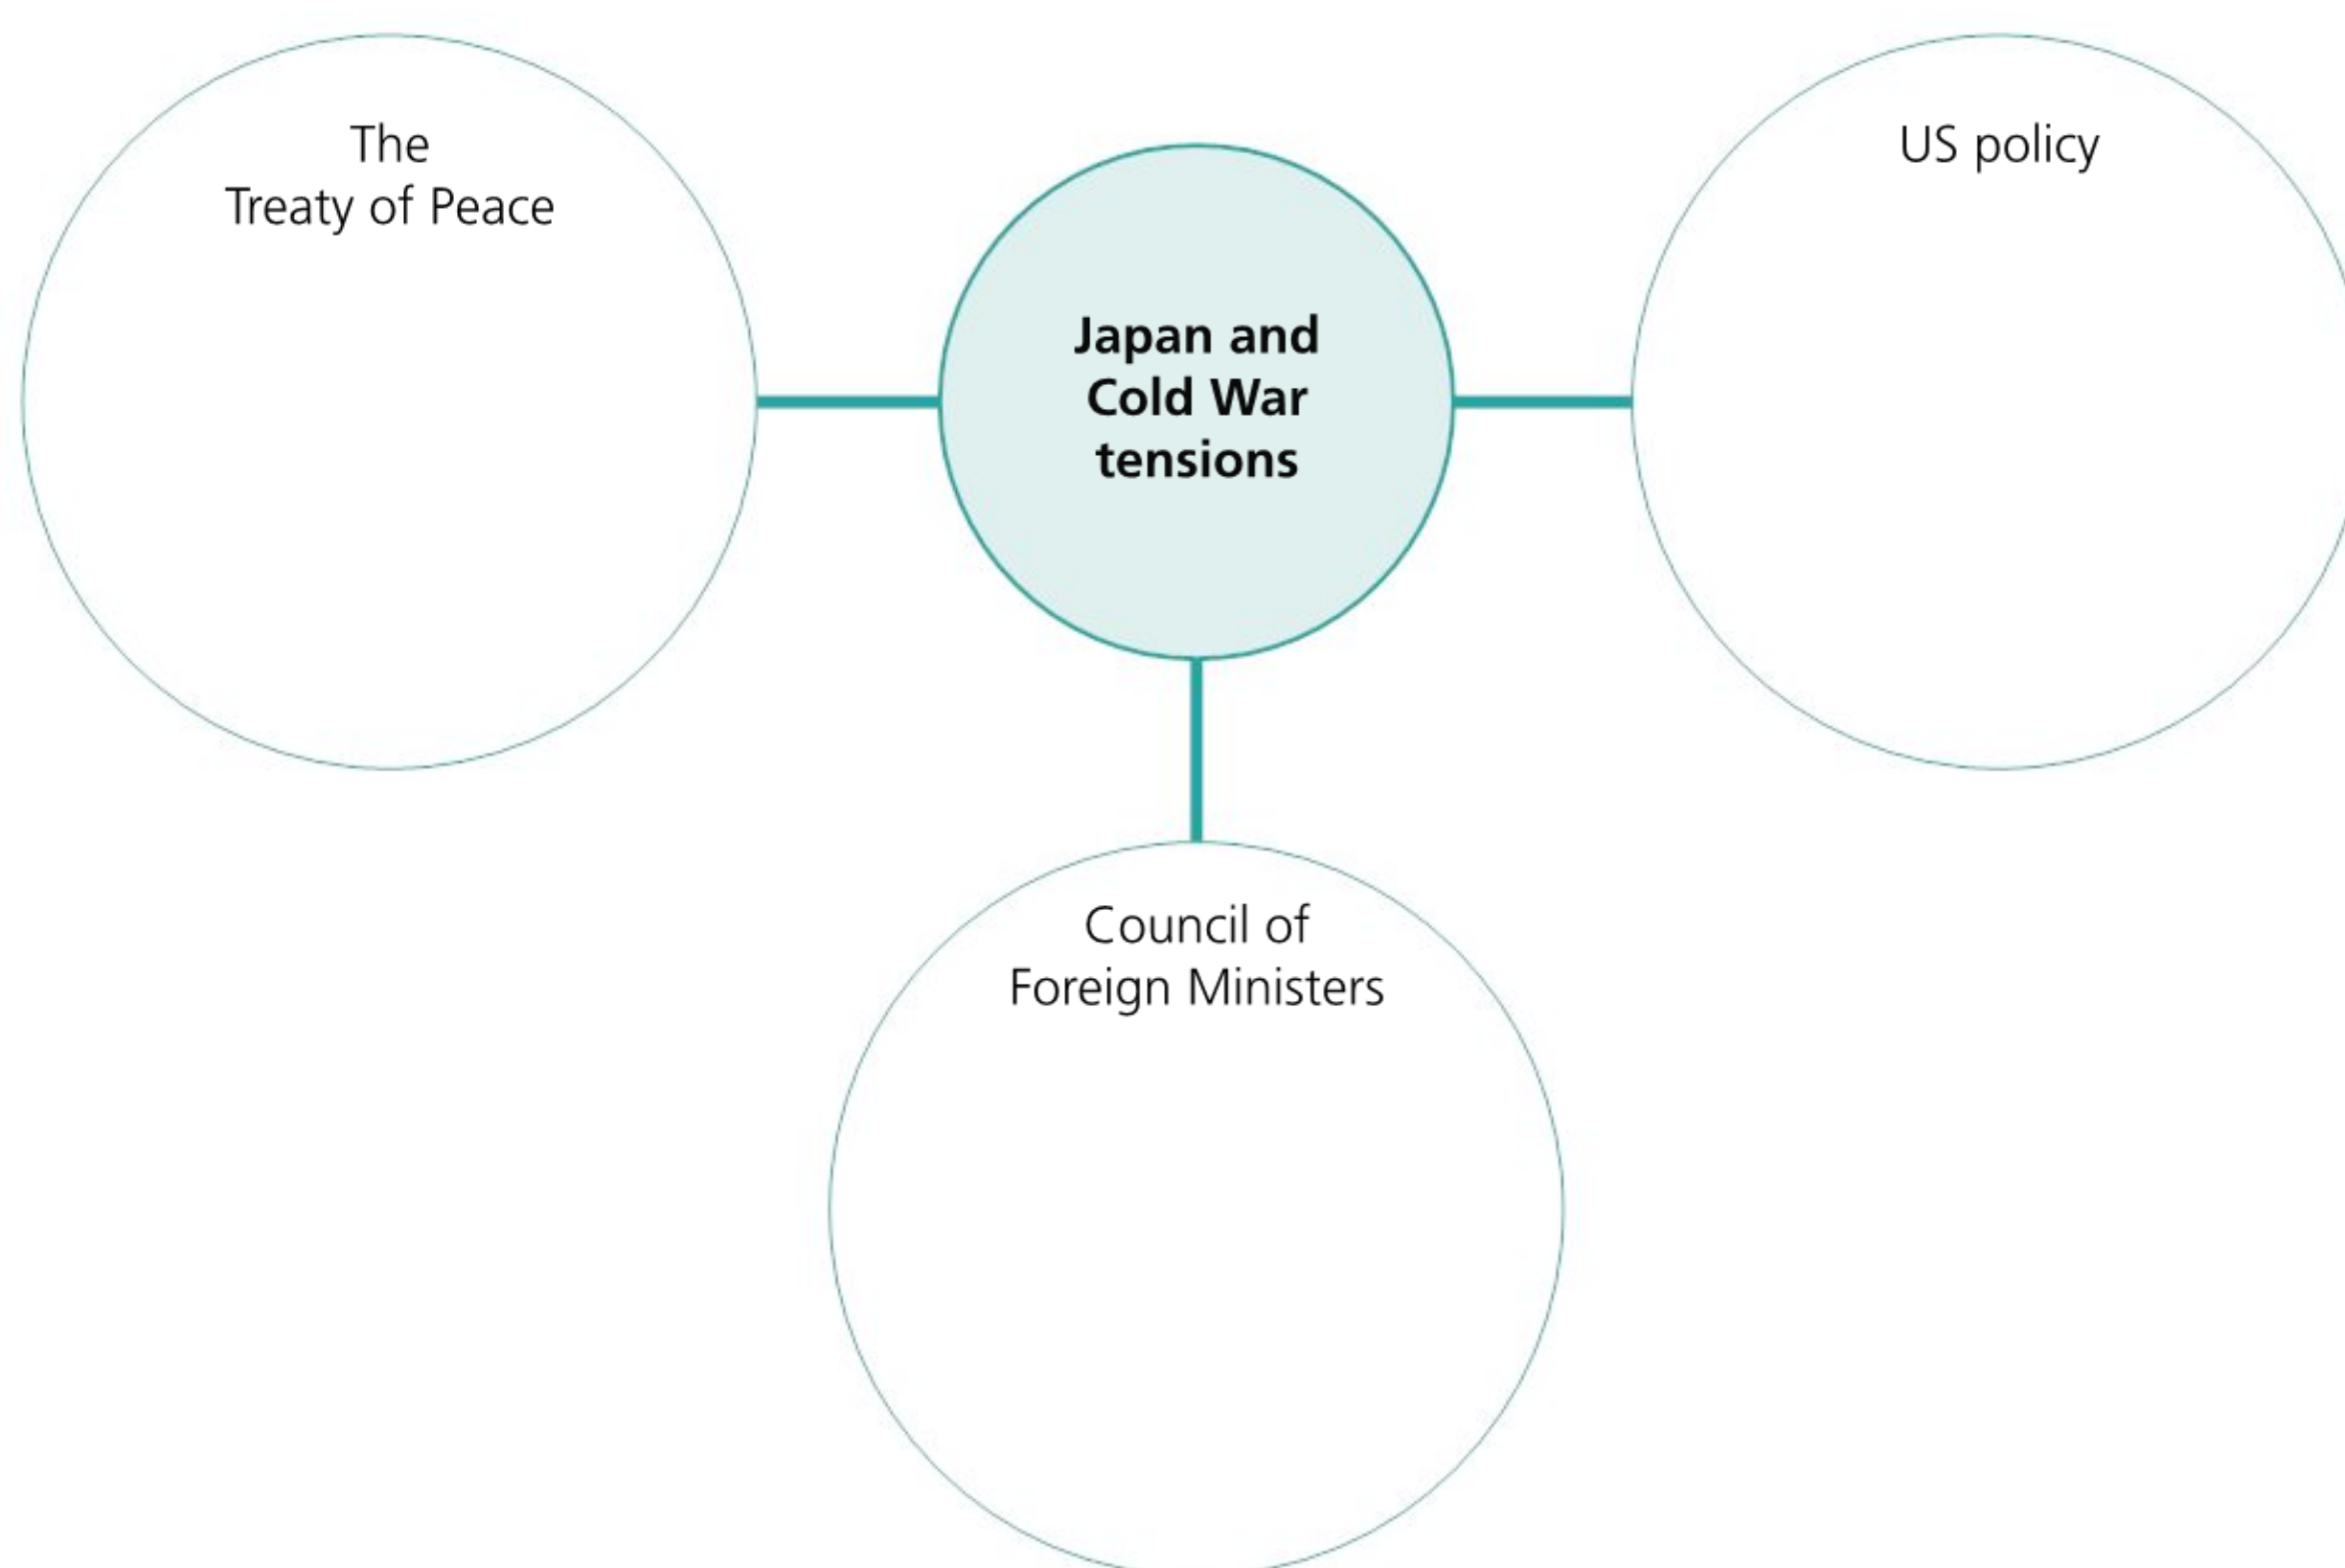 The
Treaty of Peace
Japan and
Cold War
tensions
US policy
Council of
Foreign Ministers